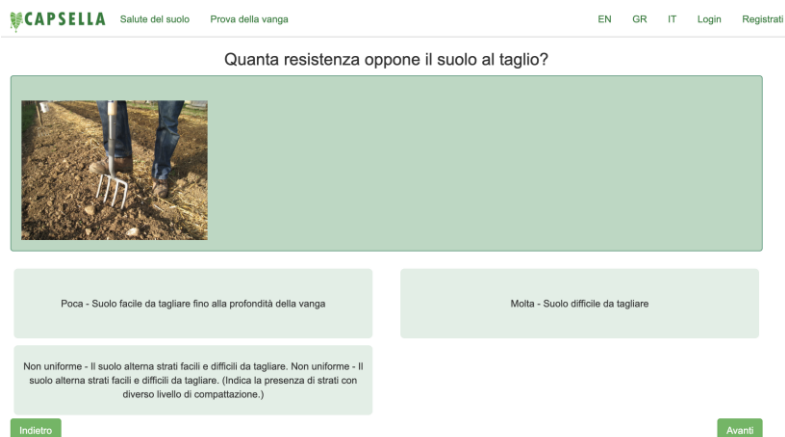 CAPSELLA Salute del suolo Prova della vanga EN GR IT Login Registrati
Quanta resistenza oppone il suolo al taglio?
Poca - Suolo facile da tagliare fino alla profondità della vanga
Molta - Suolo difficile da tagliare
Non uniforme - Il suolo alterna strati facili e difficili da tagliare. Non uniforme - Il
suolo alterna strati facili e difficili da tagliare. (Indica la presenza di strati con
diverso livello di compattazione.)
Indietro
Avanti